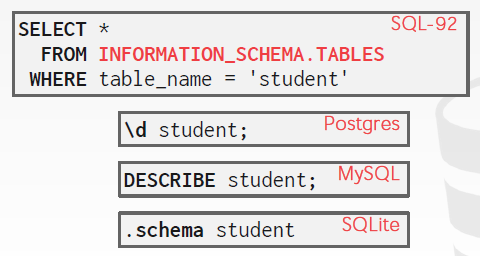 SELECT * SQL-92
FROM INFORMATION_SCHEMA.TABLES
WHERE table_name = 'student'
\d student; Postgres
DESCRIBE student; MySQL
.schema student SQLite